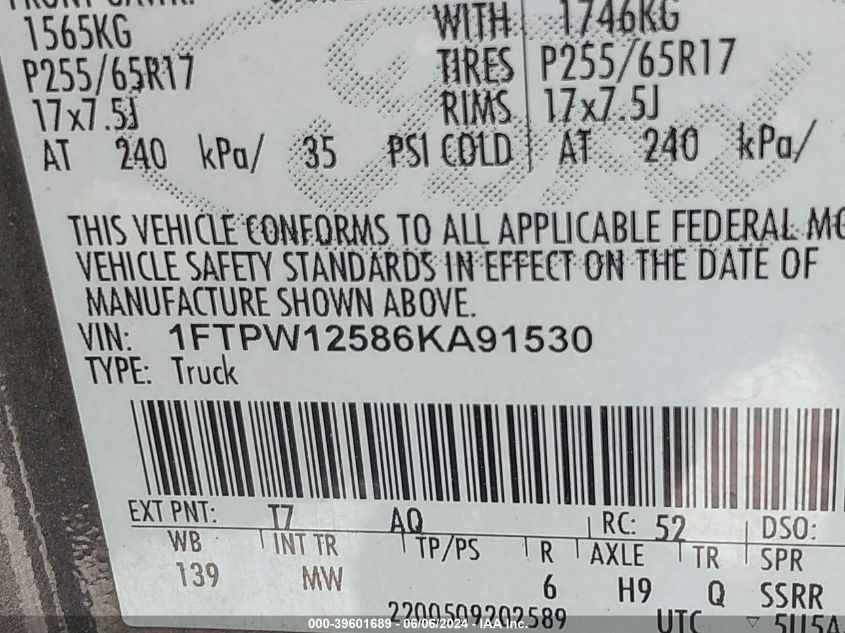 1565KG WITH 1746KG
P255/65R17 TIRES P255/65R17
17x7.5J RIMS 17x7.5J
AT 240 kPa/ 35 PSI COLD AT 240 kPa/
THIS VEHICLE CONFORMS TO ALL APPLICABLE FEDERAL MO
VEHICLE SAFETY STANDARDS IN EFFECT ON THE DATE OF
MANUFACTURE SHOWN ABOVE.
VIN: 1FTPW12586KA91530
TYPE: Truck
EXT PNT: T7 AQ RC: 52 DSO:
WB INT TR TP/PS R AXLE TR SPR
139 MW 6 H9 Q SSRR
2200509202589 UTC ▽ 5U5A
000-39601689 - 06/06/2024 - IAA Inc.